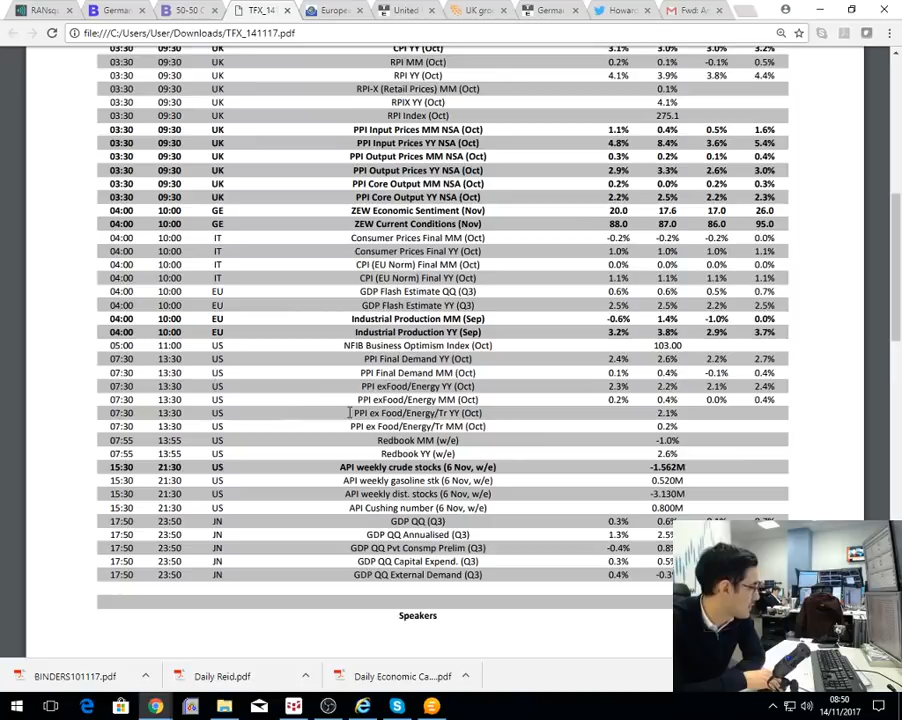 RANsqu
German
50-50 C
TFX_141
Europe
United
UK gro
German
Howard
Fwd: A
file:///C:/Users/User/Downloads/TFX_141117.pdf
03:30 09:30 UK CPI YY (Oct) 3.1% 3.0% 3.0% 3.2%
03:30 09:30 UK RPI MM (Oct) 0.2% 0.1% -0.1% 0.5%
03:30 09:30 UK RPI YY (Oct) 4.1% 3.9% 3.8% 4.4%
03:30 09:30 UK RPI-X (Retail Prices) MM (Oct) 0.1%
03:30 09:30 UK RPIX YY (Oct) 4.1%
03:30 09:30 UK RPI Index (Oct) 275.1
03:30 09:30 UK PPI Input Prices MM NSA (Oct) 1.1% 0.4% 0.5% 1.6%
03:30 09:30 UK PPI Input Prices YY NSA (Oct) 4.8% 8.4% 3.6% 5.4%
03:30 09:30 UK PPI Output Prices MM NSA (Oct) 0.3% 0.2% 0.1% 0.4%
03:30 09:30 UK PPI Output Prices YY NSA (Oct) 2.9% 3.3% 2.6% 3.0%
03:30 09:30 UK PPI Core Output MM NSA (Oct) 0.2% 0.0% 0.2% 0.3%
03:30 09:30 UK PPI Core Output YY NSA (Oct) 2.2% 2.5% 2.2% 2.3%
04:00 10:00 GE ZEW Economic Sentiment (Nov) 20.0 17.6 17.0 26.0
04:00 10:00 GE ZEW Current Conditions (Nov) 88.0 87.0 86.0 95.0
04:00 10:00 IT Consumer Prices Final MM (Oct) -0.2% -0.2% -0.2% 0.0%
04:00 10:00 IT Consumer Prices Final YY (Oct) 1.0% 1.0% 1.0% 1.1%
04:00 10:00 IT CPI (EU Norm) Final MM (Oct) 0.0% 0.0% 0.0% 0.0%
04:00 10:00 IT CPI (EU Norm) Final YY (Oct) 1.1% 1.1% 1.1% 1.1%
04:00 10:00 EU GDP Flash Estimate QQ (Q3) 0.6% 0.6% 0.5% 0.7%
04:00 10:00 EU GDP Flash Estimate YY (Q3) 2.5% 2.5% 2.2% 2.5%
04:00 10:00 EU Industrial Production MM (Sep) -0.6% 1.4% -1.0% 0.0%
04:00 10:00 EU Industrial Production YY (Sep) 3.2% 3.8% 2.9% 3.7%
05:00 11:00 US NFIB Business Optimism Index (Oct) 103.00
07:30 13:30 US PPI Final Demand YY (Oct) 2.4% 2.6% 2.2% 2.7%
07:30 13:30 US PPI Final Demand MM (Oct) 0.1% 0.4% -0.1% 0.4%
07:30 13:30 US PPI exFood/Energy YY (Oct) 2.3% 2.2% 2.1% 2.4%
07:30 13:30 US PPI exFood/Energy MM (Oct) 0.2% 0.4% 0.0% 0.4%
07:30 13:30 US PPI ex Food/Energy/Tr YY (Oct) 2.1%
07:30 13:30 US PPI ex Food/Energy/Tr MM (Oct) 0.2%
07:55 13:55 US Redbook MM (w/e) -1.0%
07:55 13:55 US Redbook YY (w/e) 2.6%
15:30 21:30 US API weekly crude stocks (6 Nov, w/e) -1.562M
15:30 21:30 US API weekly gasoline stk (6 Nov, w/e) 0.520M
15:30 21:30 US API weekly dist. stocks (6 Nov, w/e) -3.130M
15:30 21:30 US API Cushing number (6 Nov, w/e) 0.800M
17:50 23:50 JN GDP QQ (Q3) 0.3% 0.6%
17:50 23:50 JN GDP QQ Annualised (Q3) 1.3% 2.5%
17:50 23:50 JN GDP QQ Pvt Consmp Prelim (Q3) -0.4% 0.8%
17:50 23:50 JN GDP QQ Capital Expend. (Q3) 0.3% 0.5%
17:50 23:50 JN GDP QQ External Demand (Q3) 0.4% -0.3
Speakers
BINDERS101117.pdf
Daily Reid.pdf
Daily Economic Ca....pdf
08:50
14/11/2017